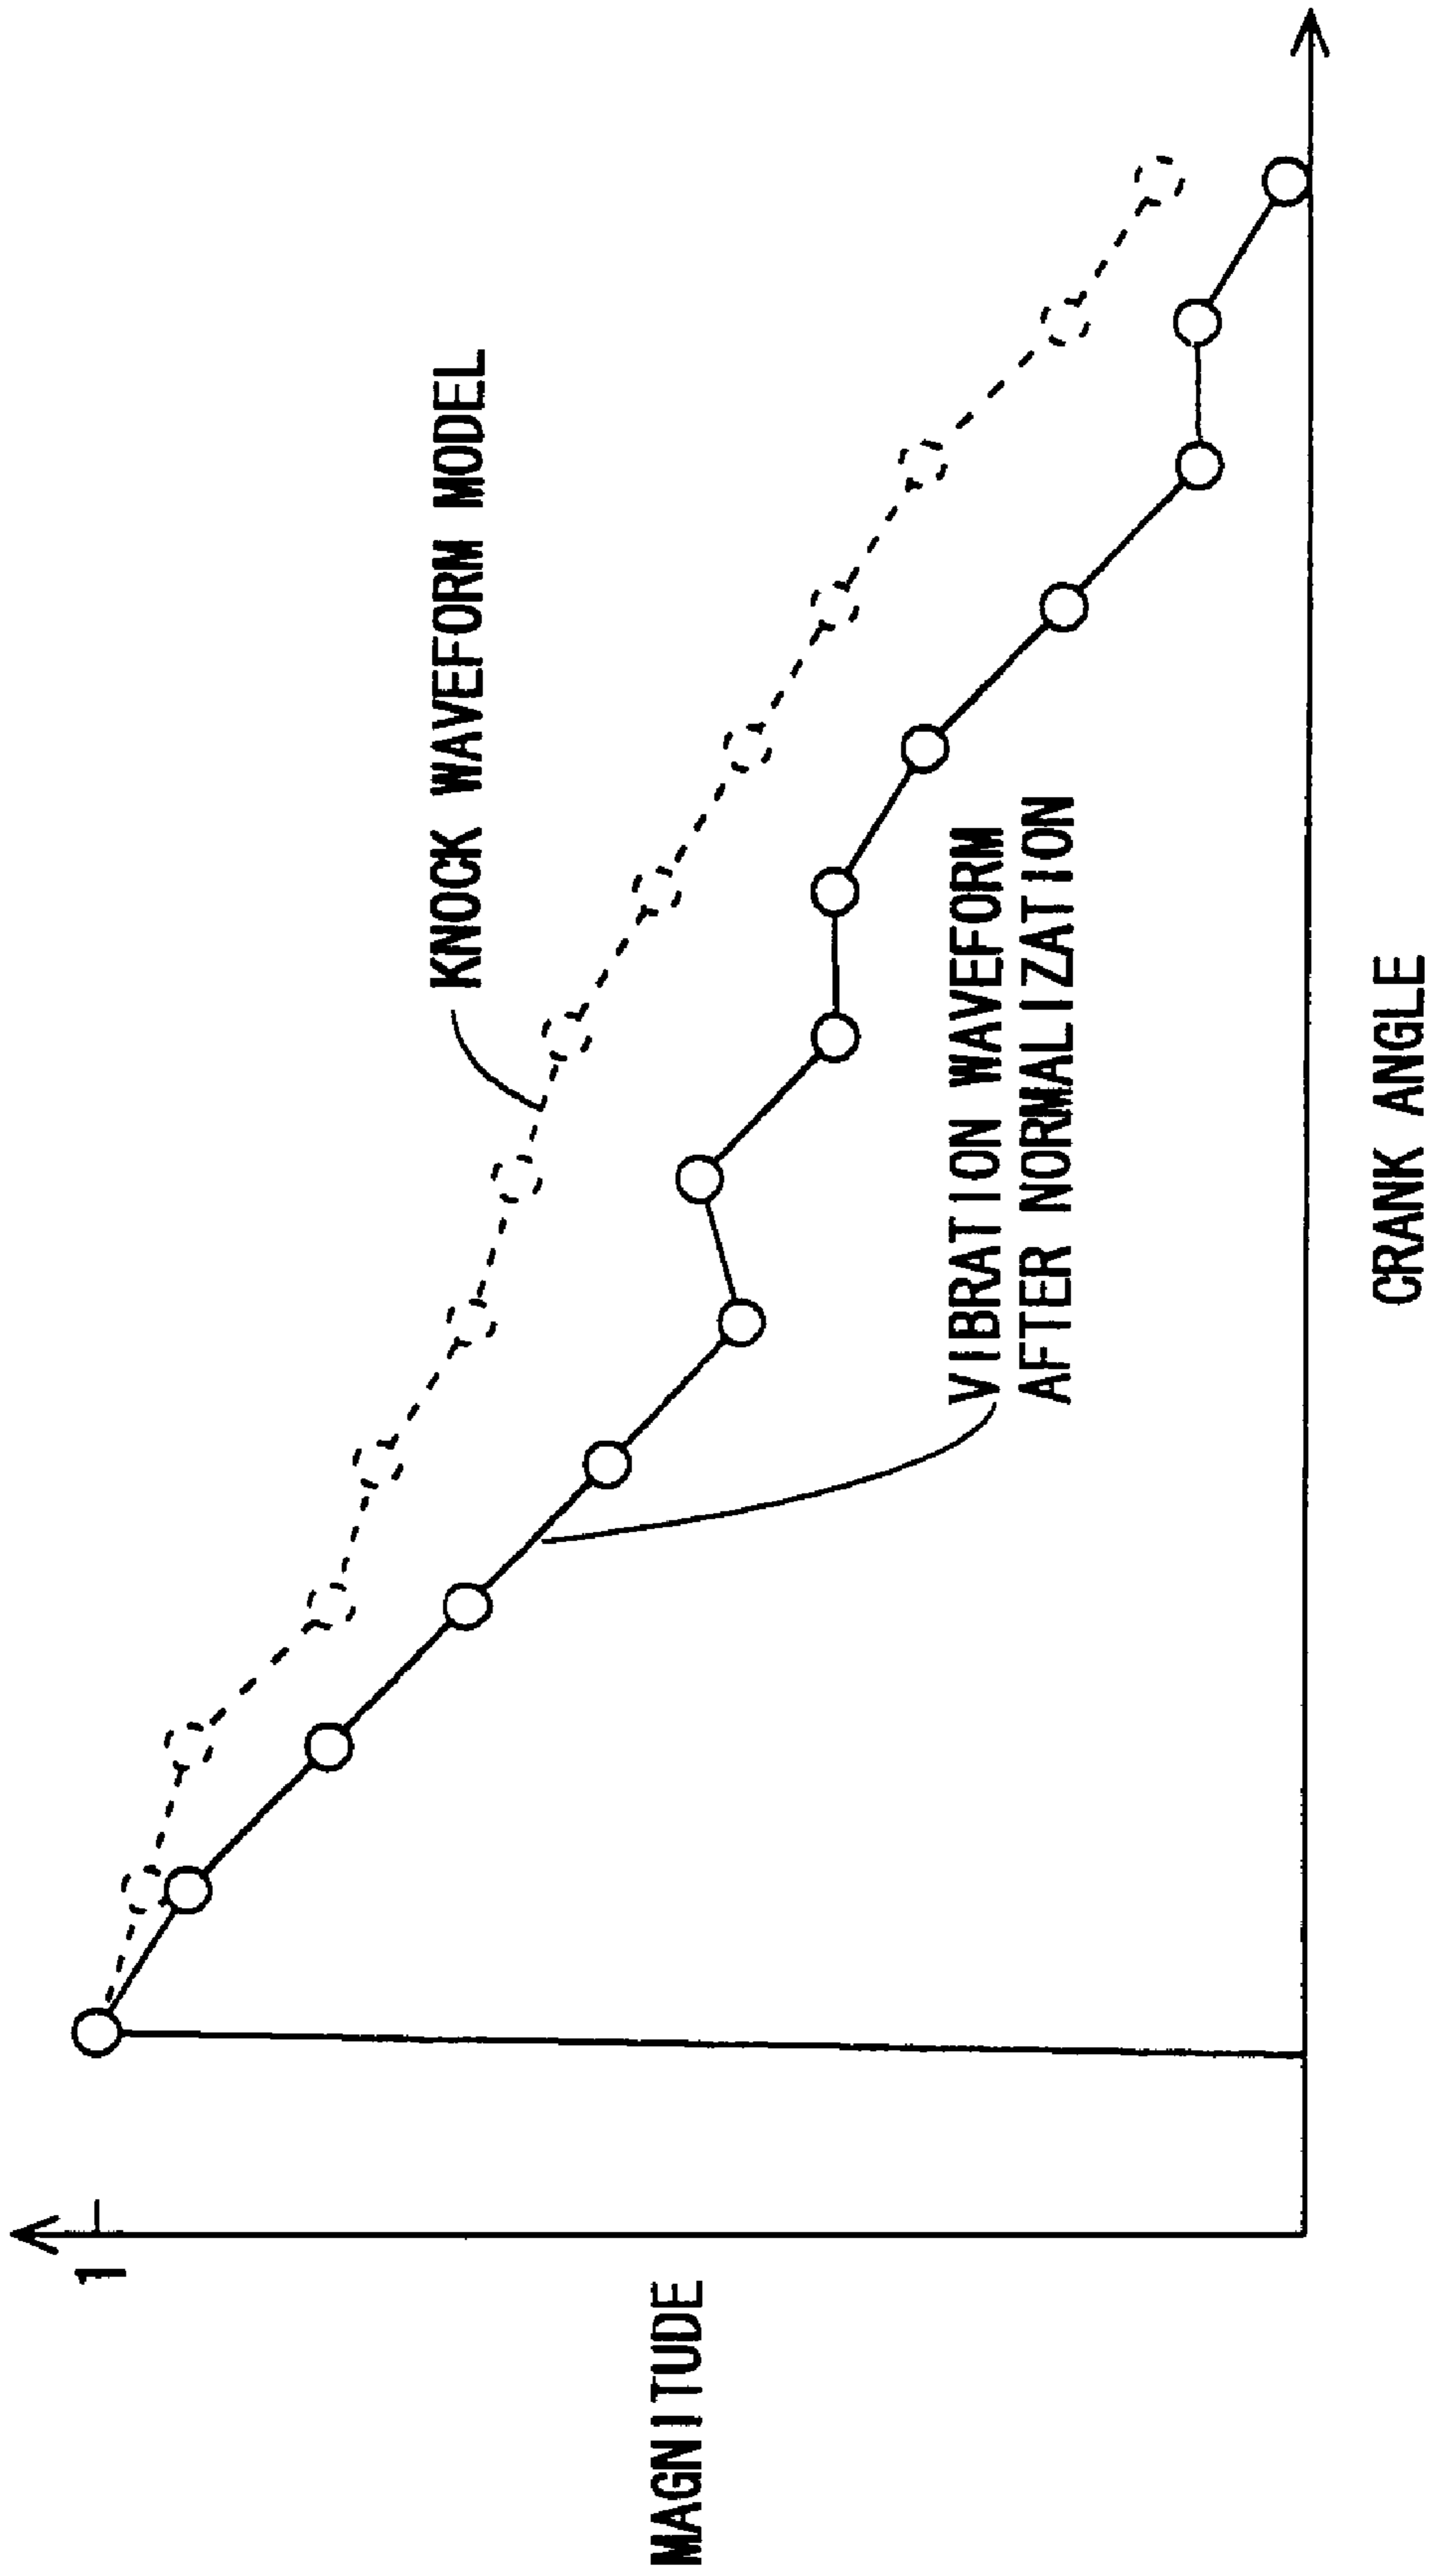 1
MAGNITUDE
KNOCK WAVEFORM MODEL
VIBRATION WAVEFORM
AFTER NORMALIZATION
CRANK ANGLE